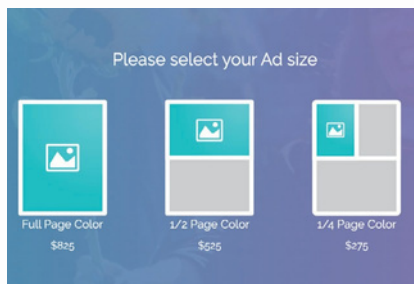 Please select your Ad size
Full Page Color
$825
1/2 Page Color
$525
1/4 Page Color
$275